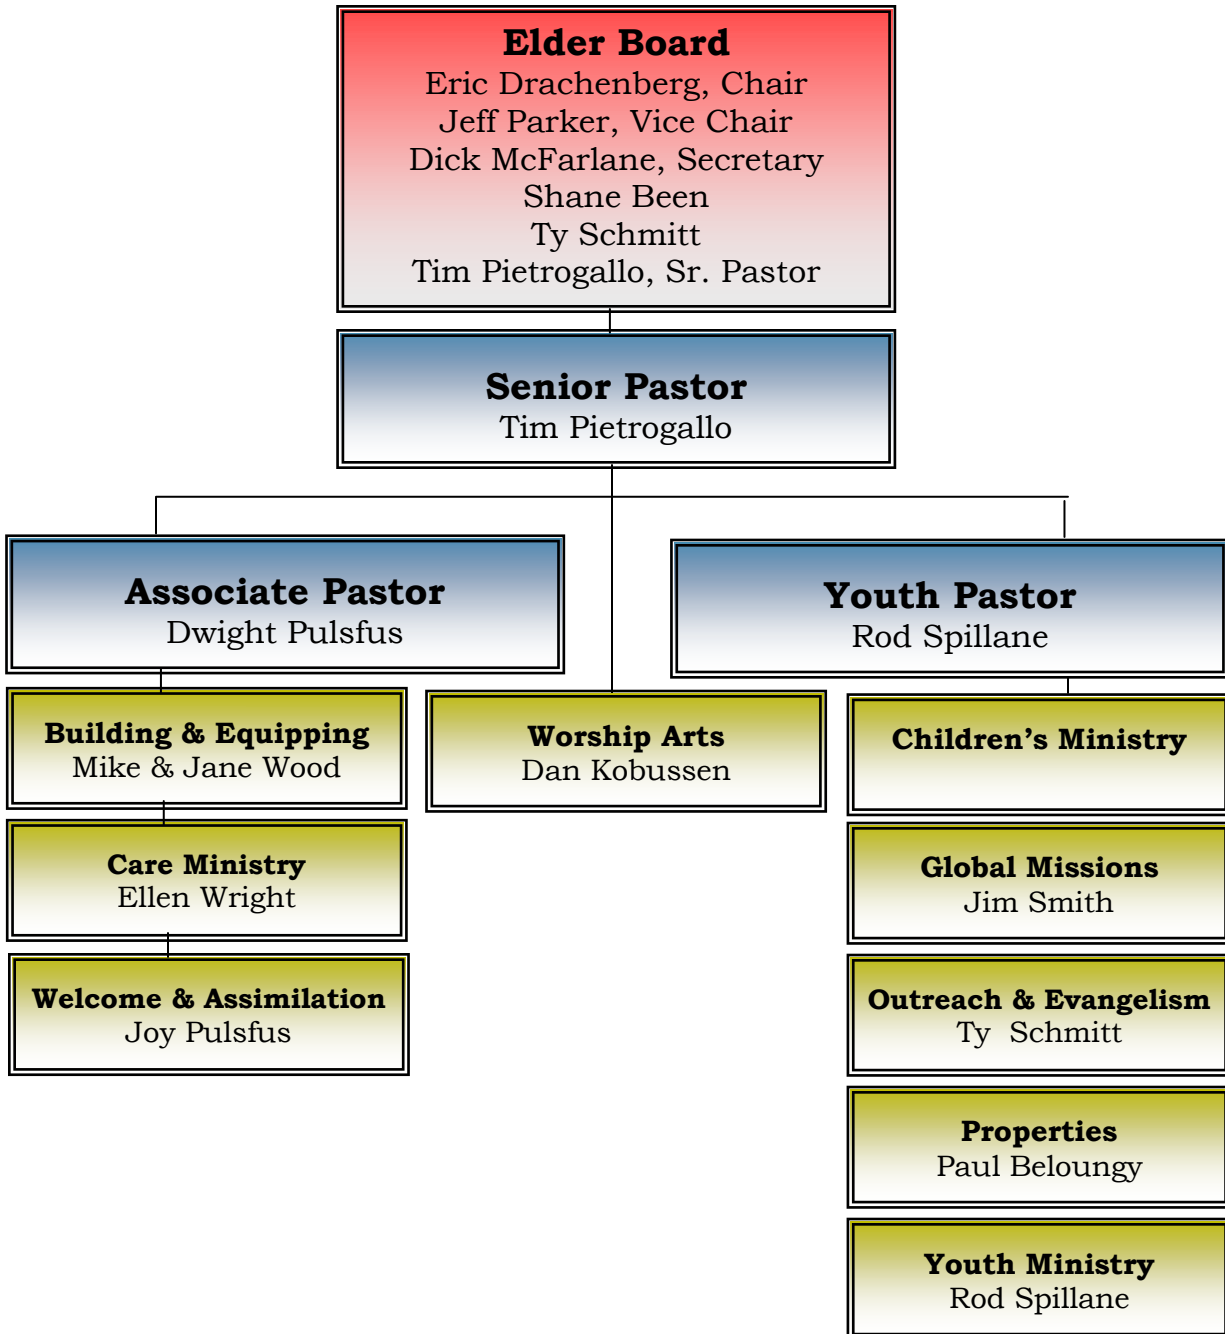 Elder Board
Eric Drachenberg, Chair
Jeff Parker, Vice Chair
Dick McFarlane, Secretary
Shane Been
Ty Schmitt
Tim Pietrogallo, Sr. Pastor
Senior Pastor
Tim Pietrogallo
Associate Pastor
Dwight Pulsfus
Youth Pastor
Rod Spillane
Building & Equipping
Mike & Jane Wood
Worship Arts
Dan Kobussen
Children’s Ministry
Care Ministry
Ellen Wright
Global Missions
Jim Smith
Welcome & Assimilation
Joy Pulsfus
Outreach & Evangelism
Ty  Schmitt
Properties
Paul Beloungy
Youth Ministry
Rod Spillane